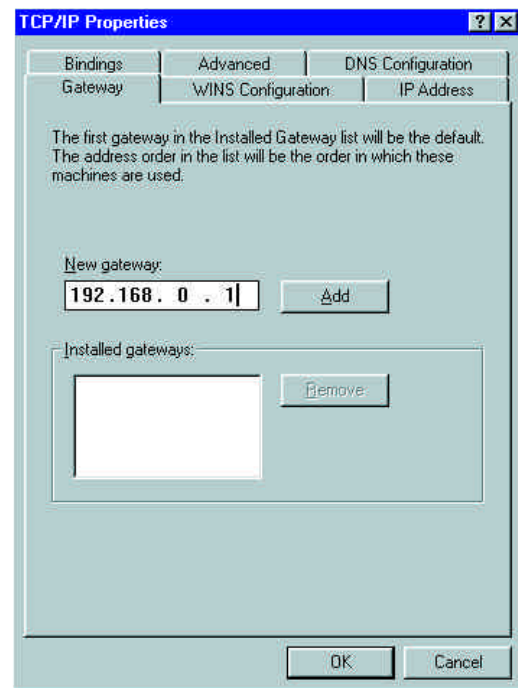 TCP/IP Properties ? X
Bindings Advanced DNS Configuration
Gateway WINS Configuration IP Address
The first gateway in the Installed Gateway list will be the default.
The address order in the list will be the order in which these
machines are used.
New gateway:
192.168. 0 . 1 Add
Installed gateways:
Remove
OK Cancel